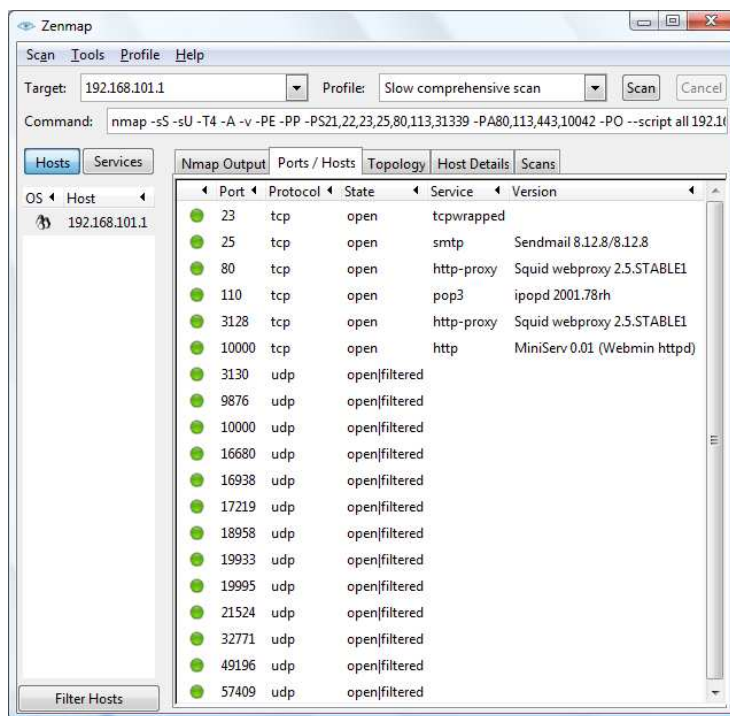 Zenmap
Scan Tools Profile Help
Target: 192.168.101.1 Profile: Slow comprehensive scan Scan Cancel
Command: nmap -sS -sU -T4 -A -v -PE -PP -PS21,22,23,25,80,113,31339 -PA80,113,443,10042 -PO --script all 192.16
Hosts Services Nmap Output Ports / Hosts Topology Host Details Scans
OS Host Port Protocol State Service Version
192.168.101.1
23 tcp open tcpwrapped
25 tcp open smtp Sendmail 8.12.8/8.12.8
80 tcp open http-proxy Squid webproxy 2.5.STABLE1
110 tcp open pop3 ipopd 2001.78rh
3128 tcp open http-proxy Squid webproxy 2.5.STABLE1
10000 tcp open http MiniServ 0.01 (Webmin httpd)
3130 udp open|filtered
9876 udp open|filtered
10000 udp open|filtered
16680 udp open|filtered
16938 udp open|filtered
17219 udp open|filtered
18958 udp open|filtered
19933 udp open|filtered
19995 udp open|filtered
21524 udp open|filtered
32771 udp open|filtered
49196 udp open|filtered
57409 udp open|filtered
Filter Hosts